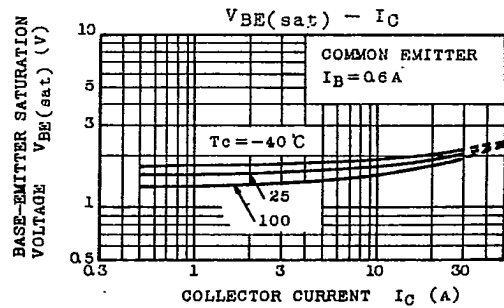 VBE(sat) – IC
BASE-EMITTER SATURATION
VOLTAGE VBE(sat) (V)
10
5
3
1
0.5
COMMON EMITTER
IB=0.6A
Tc=-40℃
25
100
0.3
1
3
10
30
COLLECTOR CURRENT IC (A)